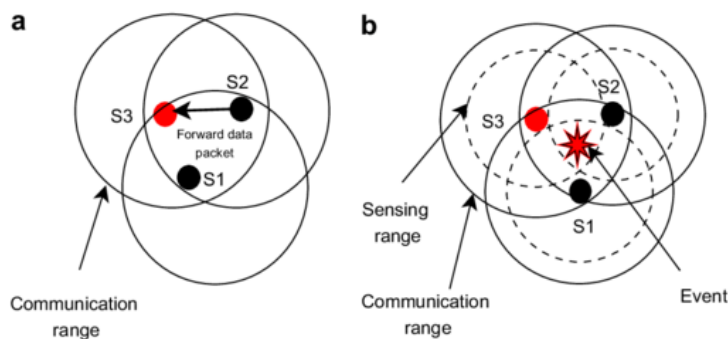 a
S2
S3
Forward data
packet
S1
Communication
range
b
S2
S3
S1
Sensing
range
Communication
range
Event